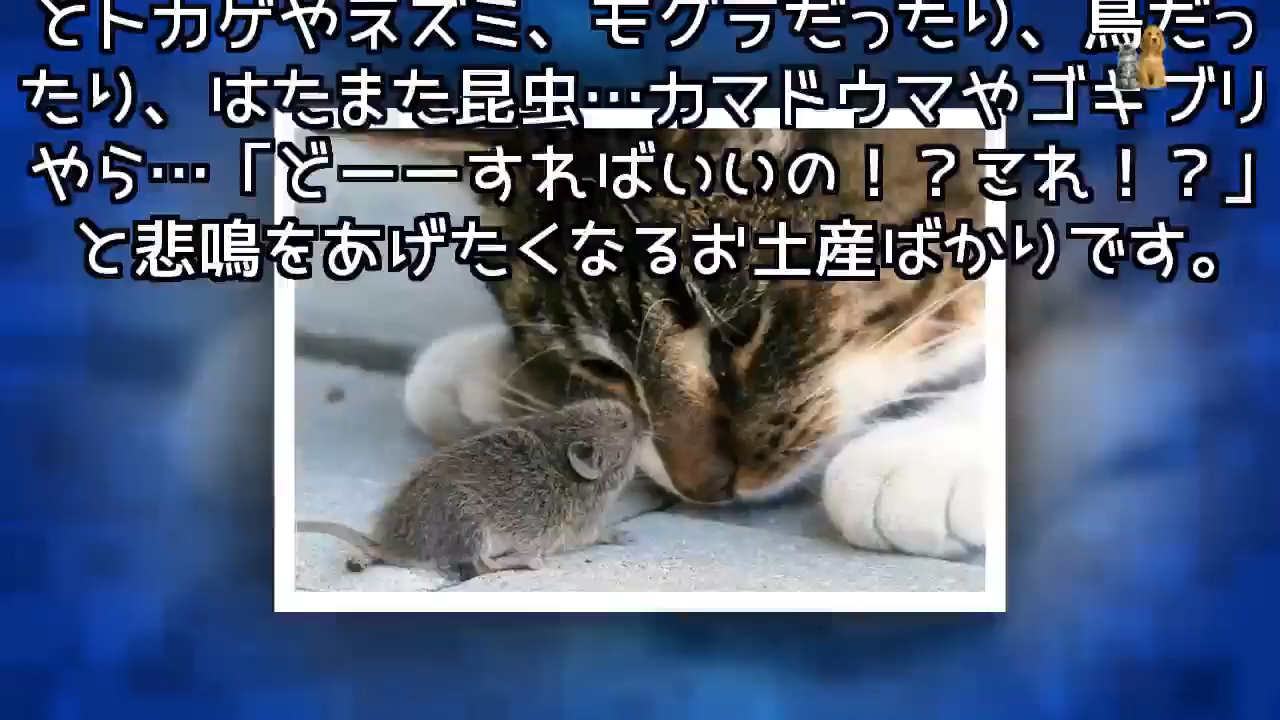 とトカゲやネズミ、モグラだったり、鳥だっ
たり、はたまた昆虫…カマドウマやゴキブリ
やら…「どーーすればいいの！？これ！？」
と悲鳴をあげたくなるお土産ばかりです。